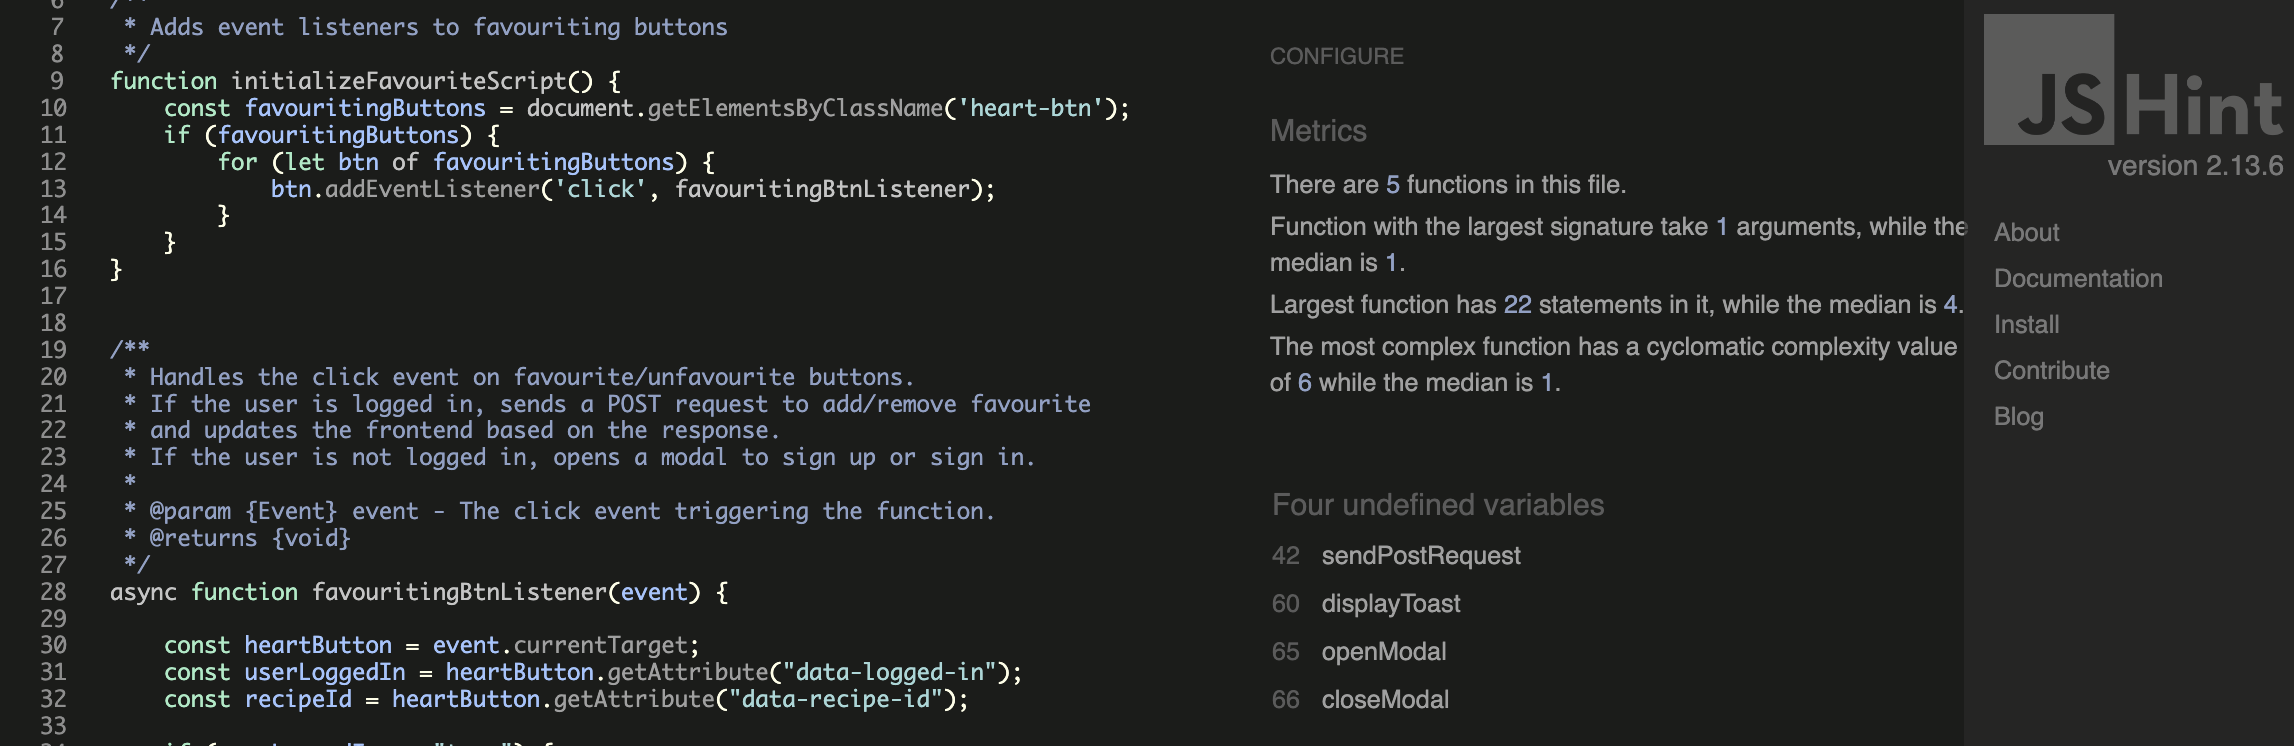 6 /**
7 * Adds event listeners to favouriting buttons
8 */
9 function initializeFavouriteScript() {
10 const favouritingButtons = document.getElementsByClassName('heart-btn');
11 if (favouritingButtons) {
12 for (let btn of favouritingButtons) {
13 btn.addEventListener('click', favouritingBtnListener);
14 }
15 }
16 }
17
18
19 /**
20 * Handles the click event on favourite/unfavourite buttons.
21 * If the user is logged in, sends a POST request to add/remove favourite
22 * and updates the frontend based on the response.
23 * If the user is not logged in, opens a modal to sign up or sign in.
24 *
25 * @param {Event} event - The click event triggering the function.
26 * @returns {void}
27 */
28 async function favouritingBtnListener(event) {
29
30 const heartButton = event.currentTarget;
31 const userLoggedIn = heartButton.getAttribute("data-logged-in");
32 const recipeId = heartButton.getAttribute("data-recipe-id");
33
CONFIGURE
Metrics
There are 5 functions in this file.
Function with the largest signature take 1 arguments, while the
median is 1.
Largest function has 22 statements in it, while the median is 4.
The most complex function has a cyclomatic complexity value
of 6 while the median is 1.
Four undefined variables
42 sendPostRequest
60 displayToast
65 openModal
66 closeModal
JSHint
version 2.13.6
About
Documentation
Install
Contribute
Blog